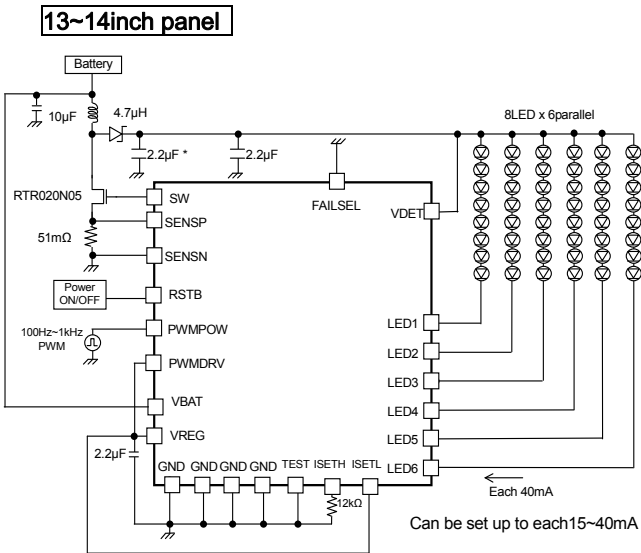 13~14inch panel
Battery
10μF
4.7μH
8LED x 6parallel
2.2μF *
2.2μF
RTR020N05
SW
FAILSEL
SENSP
VDET
51mΩ
SENSN
Power
ON/OFF
RSTB
100Hz~1kHz
PWM
PWMPOW
LED1
LED2
PWMDRV
LED3
VBAT
LED4
VREG
LED5
2.2μF
GND GND GND GND TEST ISETH ISETL
LED6
12kΩ
Each 40mA
Can be set up to each15~40mA